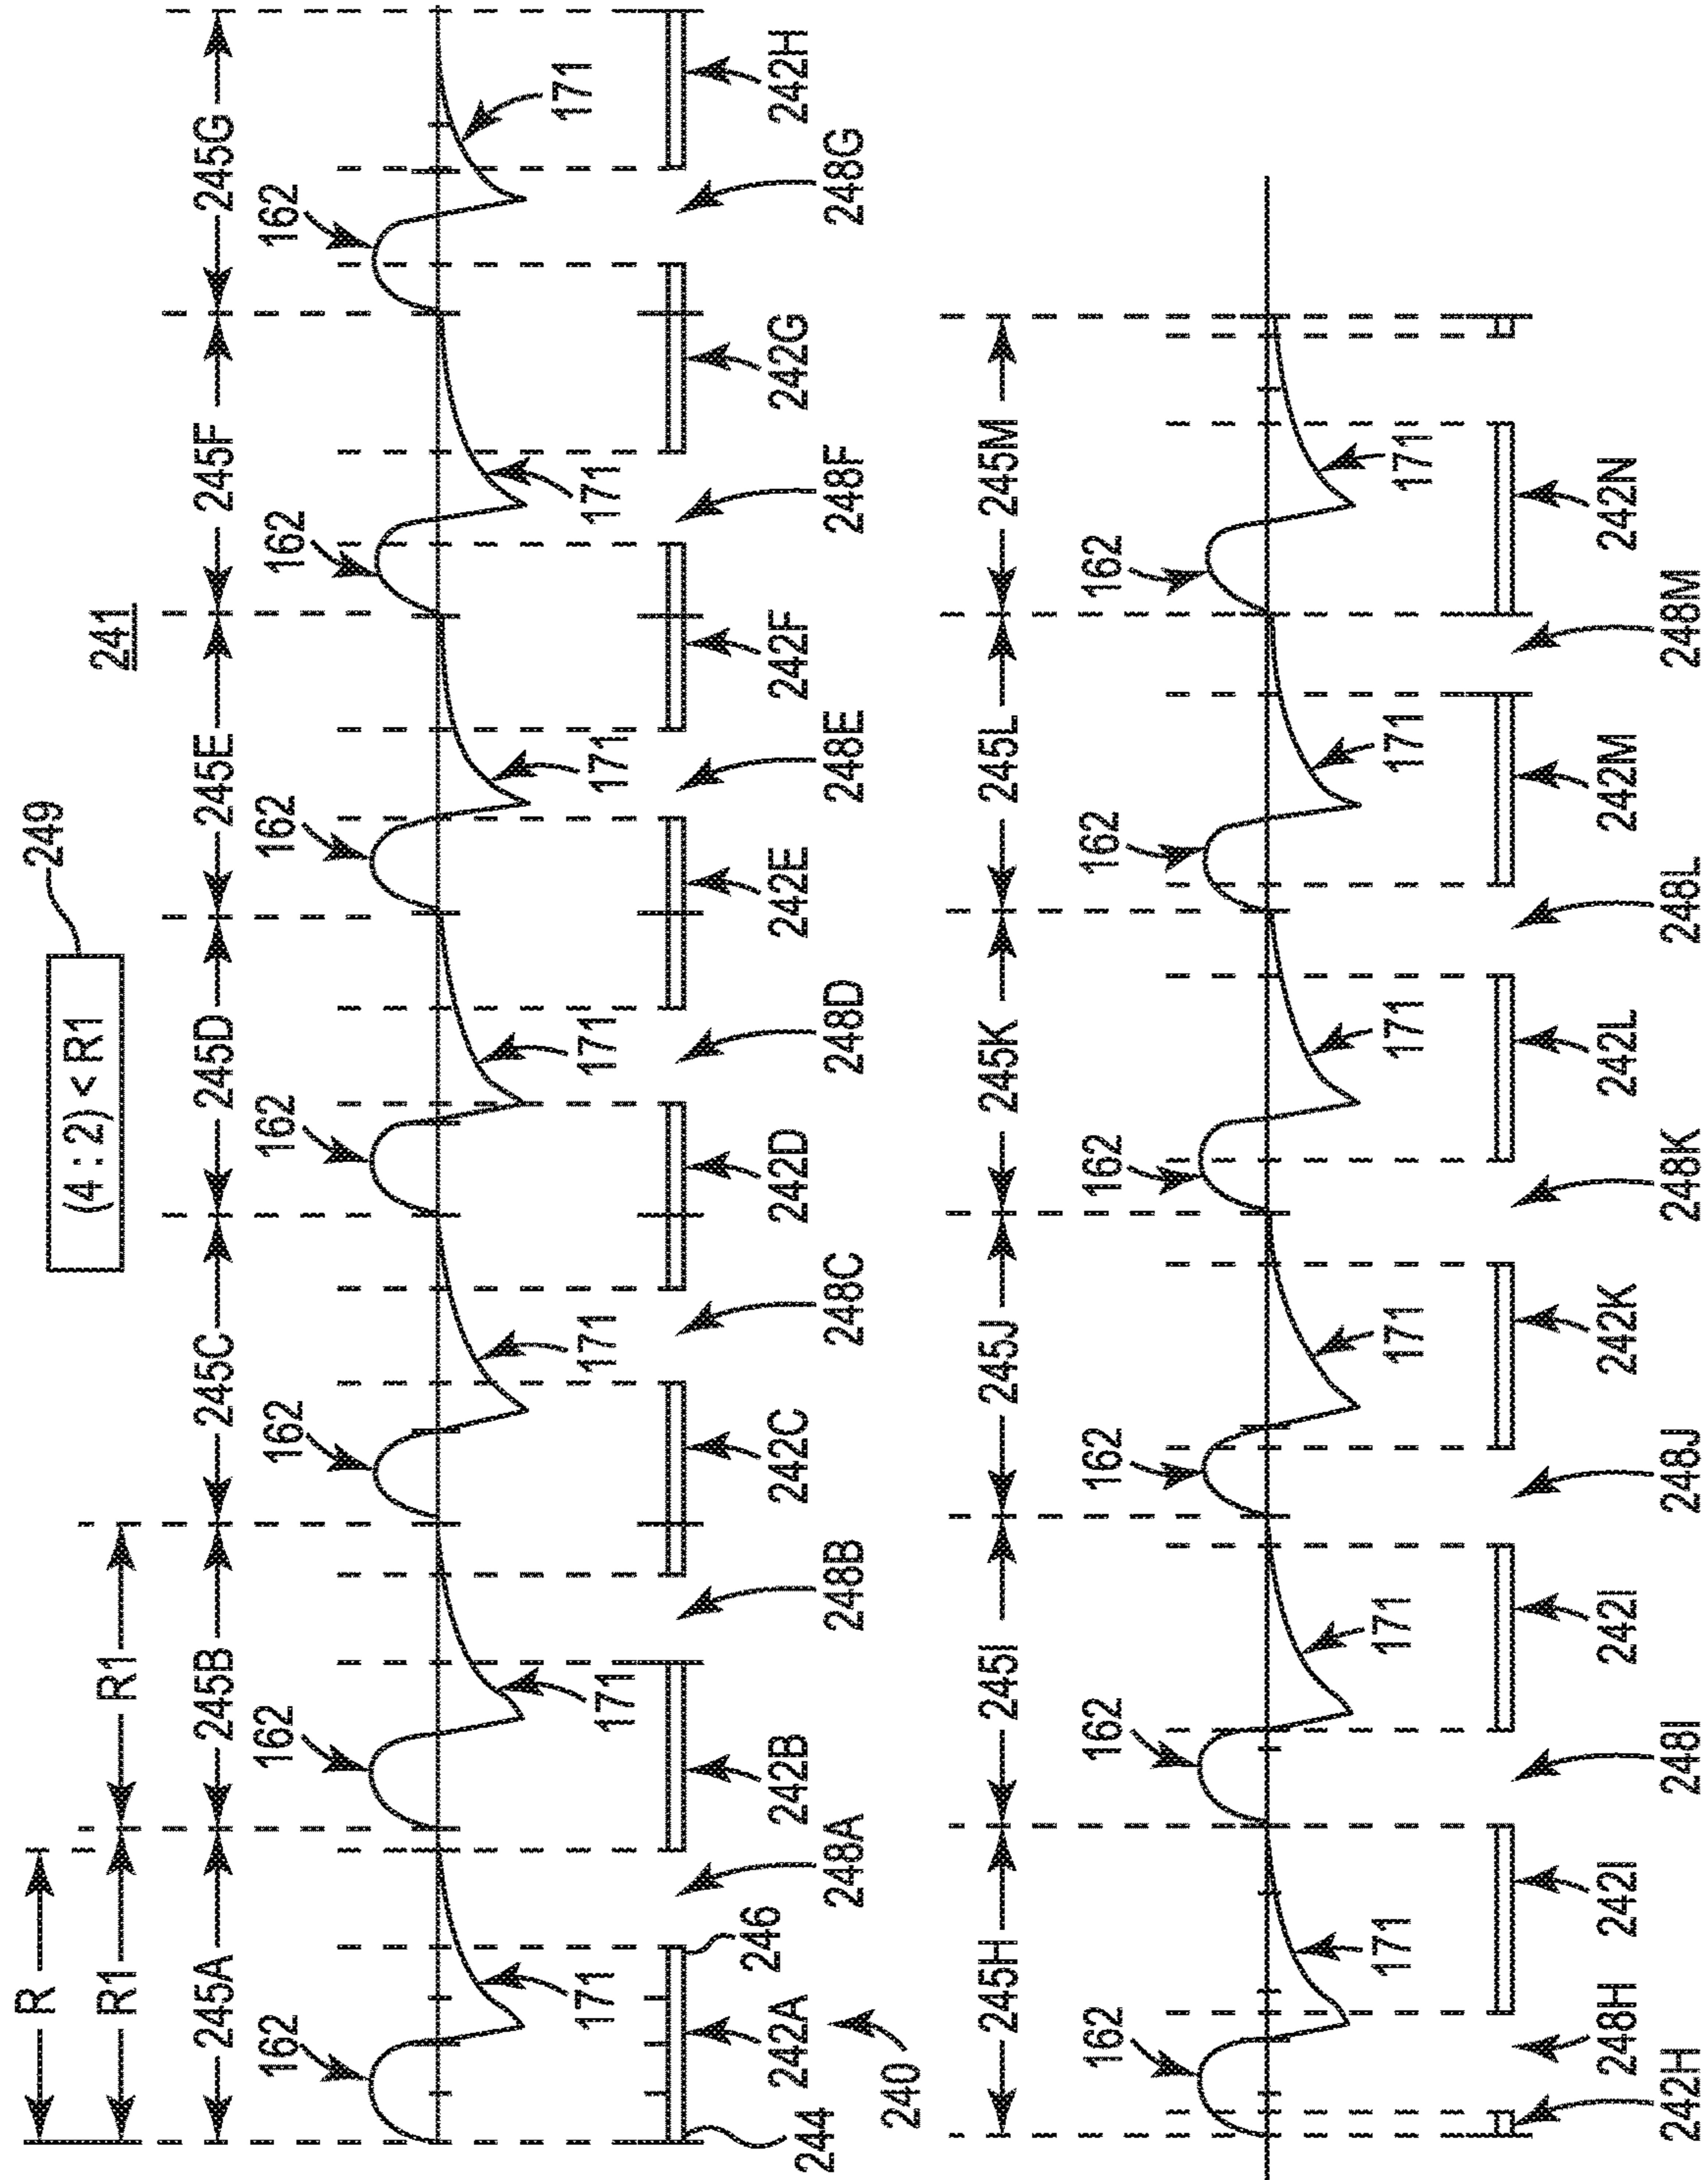 241
(4 : 2) < R1
249
R
R1
R1
245A
245B
245C
245D
245E
245F
245G
162
162
162
162
162
162
162
171
171
171
171
171
171
171
244
242A
246
242B
242C
242D
242E
242F
242G
242H
240
248A
248B
248C
248D
248E
248F
248G
245H
245I
245J
245K
245L
245M
162
162
162
162
162
162
171
171
171
171
171
171
242I
242I
242K
242L
242M
242N
242H
248H
248I
248J
248K
248L
248M